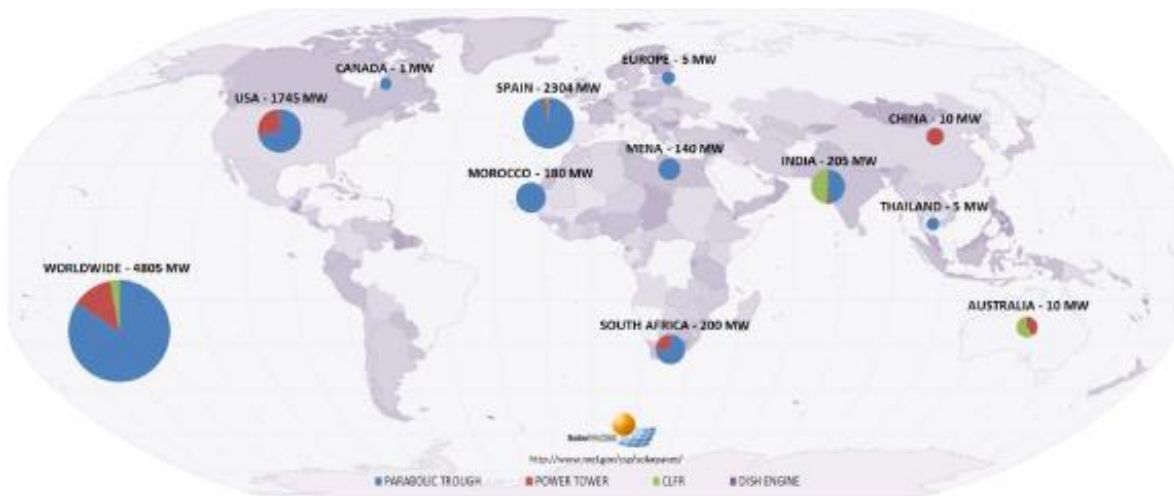 EUROPE - 5 MW
CANADA - 1 MW
SPAIN - 2304 MW
USA - 1745 MW
CHINA - 10 MW
MENA - 140 MW
INDIA - 205 MW
MOROCCO - 180 MW
THAILAND - 5 MW
WORLDWIDE - 4805 MW
AUSTRALIA - 10 MW
SOUTH AFRICA - 200 MW
PARABOLIC TROUGH
POWER TOWER
CLFR
DISH ENGINE